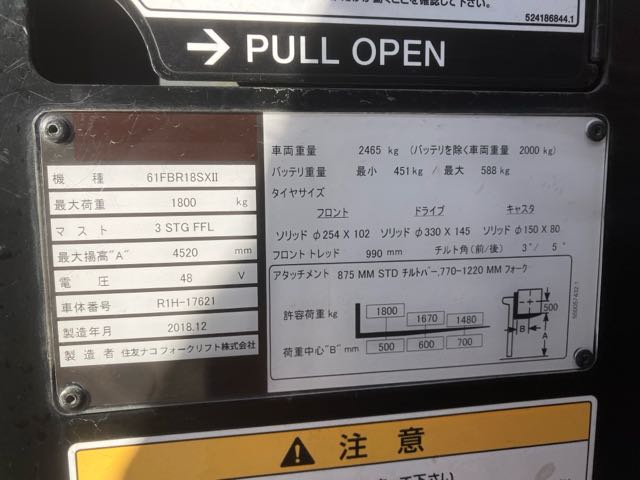 524186844.1
→ PULL OPEN
機 種 61FBR18SXII
最大荷重 1800 kg
マスト 3 STG FFL
最大揚高"A" 4520 mm
電 圧 48 V
車体番号 R1H-17621
製造年月 2018.12
製造者 住友ナコフォークリフト株式会社
車両重量 2465 kg (バッテリを除く車両重量 2000 kg)
バッテリ重量 最小 451 kg / 最大 588 kg
タイヤサイズ
フロント ドライブ キャスタ
ソリッド φ254 X 102 ソリッド φ330 X 145 ソリッド φ150 X 80
フロントトレッド 990 mm チルト角(前/後) 3°/ 5°
アタッチメント 875 MM STD チルトバー,770-1220 MM フォーク
許容荷重 kg 1800 1670 1480
荷重中心"B" mm 500 600 700
500
B
A
注 意